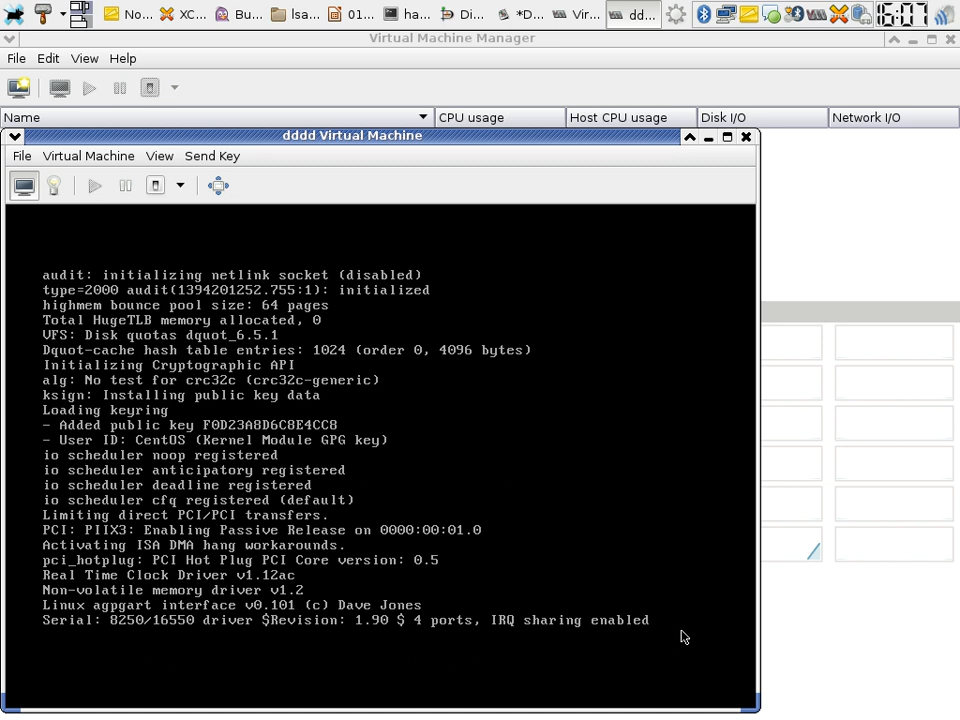 No...
XC...
Bu...
lsa...
01...
ha...
Di...
*D...
Vir...
dd...
16:07
Virtual Machine Manager
File Edit View Help
Name CPU usage Host CPU usage Disk I/O Network I/O
dddd Virtual Machine
File Virtual Machine View Send Key
audit: initializing netlink socket (disabled)
type=2000 audit(1394201252.755:1): initialized
highmem bounce pool size: 64 pages
Total HugeTLB memory allocated, 0
VFS: Disk quotas dquot_6.5.1
Dquot-cache hash table entries: 1024 (order 0, 4096 bytes)
Initializing Cryptographic API
alg: No test for crc32c (crc32c-generic)
ksign: Installing public key data
Loading keyring
- Added public key F0D23A8D6C8E4CC8
- User ID: CentOS (Kernel Module GPG key)
io scheduler noop registered
io scheduler anticipatory registered
io scheduler deadline registered
io scheduler cfq registered (default)
Limiting direct PCI/PCI transfers.
PCI: PIIX3: Enabling Passive Release on 0000:00:01.0
Activating ISA DMA hang workarounds.
pci_hotplug: PCI Hot Plug PCI Core version: 0.5
Real Time Clock Driver v1.12ac
Non-volatile memory driver v1.2
Linux agpgart interface v0.101 (c) Dave Jones
Serial: 8250/16550 driver $Revision: 1.90 $ 4 ports, IRQ sharing enabled